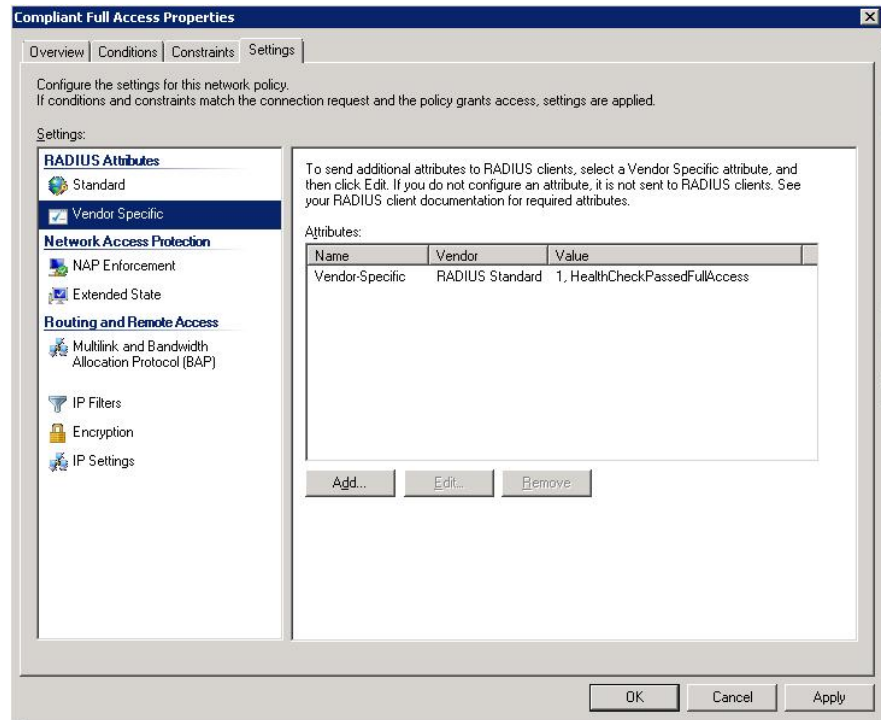 Compliant Full Access Properties
Overview
Conditions
Constraints
Settings
Configure the settings for this network policy.
If conditions and constraints match the connection request and the policy grants access, settings are applied.
Settings:
RADIUS Attributes
Standard
Vendor Specific
Network Access Protection
NAP Enforcement
Extended State
Routing and Remote Access
Multilink and Bandwidth
Allocation Protocol (BAP)
IP Filters
Encryption
IP Settings
To send additional attributes to RADIUS clients, select a Vendor Specific attribute, and
then click Edit. If you do not configure an attribute, it is not sent to RADIUS clients. See
your RADIUS client documentation for required attributes.
Attributes:
Name Vendor Value
Vendor-Specific RADIUS Standard 1, HealthCheckPassedFullAccess
Add... Edit... Remove
OK Cancel Apply